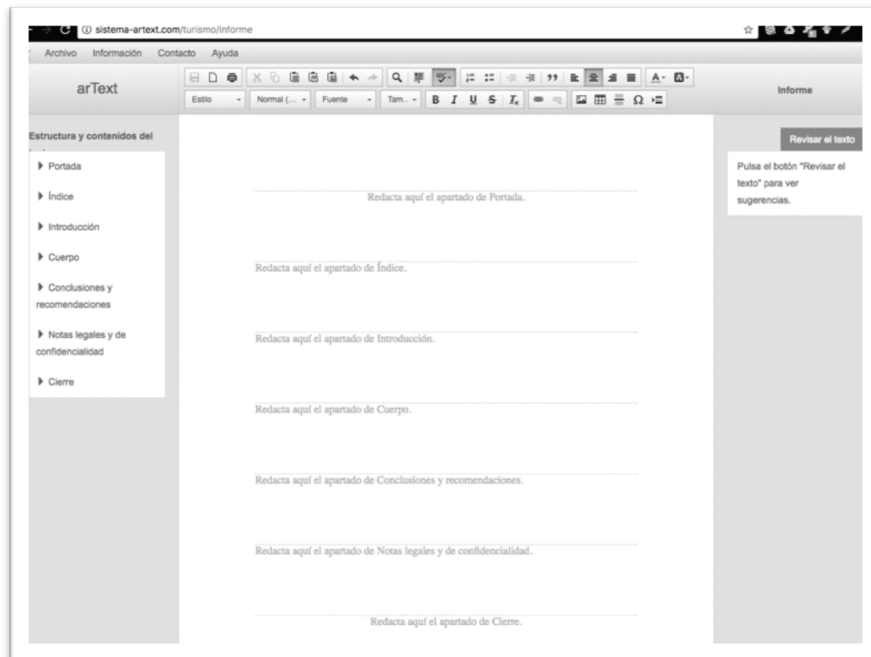 sistema-artext.com/turismo/informe
Archivo Información Contacto Ayuda
arText
Estilo Normal (... Fuente Tam... B I U S Ix
Informe
Estructura y contenidos del
Portada
Índice
Introducción
Cuerpo
Conclusiones y
recomendaciones
Notas legales y de
confidencialidad
Cierre
Redacta aquí el apartado de Portada.
Redacta aquí el apartado de Índice.
Redacta aquí el apartado de Introducción.
Redacta aquí el apartado de Cuerpo.
Redacta aquí el apartado de Conclusiones y recomendaciones.
Redacta aquí el apartado de Notas legales y de confidencialidad.
Redacta aquí el apartado de Cierre.
Revisar el texto
Pulsa el botón "Revisar el
texto" para ver
sugerencias.